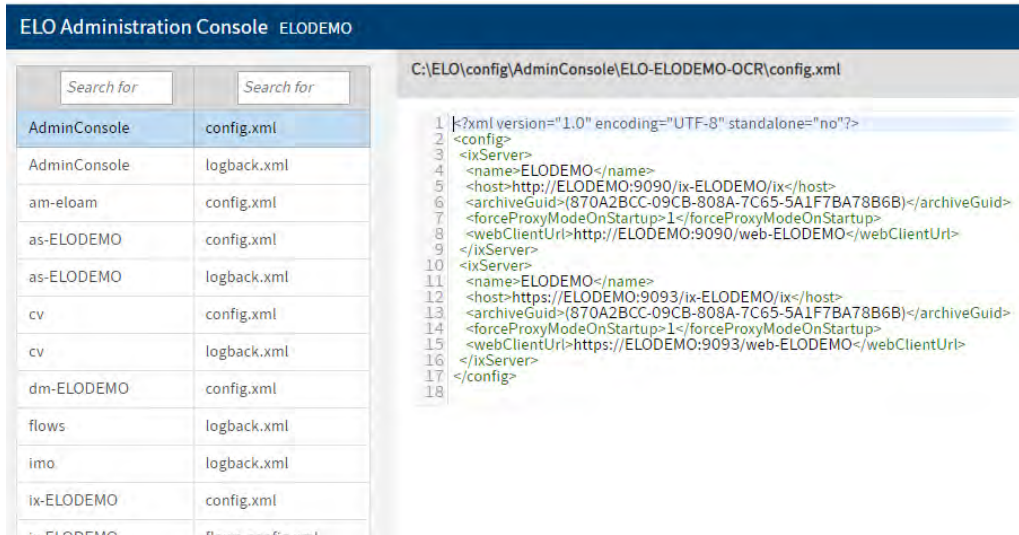 ELO Administration Console ELODEMO
Search for Search for
AdminConsole config.xml
AdminConsole logback.xml
am-eloam config.xml
as-ELODEMO config.xml
as-ELODEMO logback.xml
cv config.xml
cv logback.xml
dm-ELODEMO config.xml
flows logback.xml
imo logback.xml
ix-ELODEMO config.xml
C:\ELO\config\AdminConsole\ELO-ELODEMO-OCR\config.xml
1 <?xml version="1.0" encoding="UTF-8" standalone="no"?>
2 <config>
3 <ixServer>
4 <name>ELODEMO</name>
5 <host>http://ELODEMO:9090/ix-ELODEMO/ix</host>
6 <archiveGuid>(870A2BCC-09CB-808A-7C65-5A1F7BA78B6B)</archiveGuid>
7 <forceProxyModeOnStartup>1</forceProxyModeOnStartup>
8 <webClientUrl>http://ELODEMO:9090/web-ELODEMO</webClientUrl>
9 </ixServer>
10 <ixServer>
11 <name>ELODEMO</name>
12 <host>https://ELODEMO:9093/ix-ELODEMO/ix</host>
13 <archiveGuid>(870A2BCC-09CB-808A-7C65-5A1F7BA78B6B)</archiveGuid>
14 <forceProxyModeOnStartup>1</forceProxyModeOnStartup>
15 <webClientUrl>https://ELODEMO:9093/web-ELODEMO</webClientUrl>
16 </ixServer>
17 </config>
18